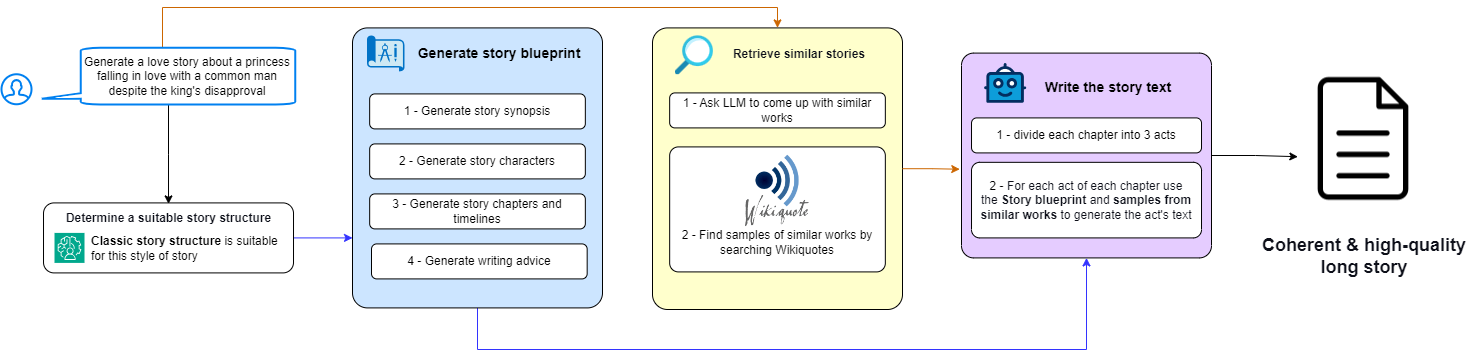 Generate a love story about a princess
falling in love with a common man
despite the king's disapproval
Determine a suitable story structure
Classic story structure is suitable
for this style of story
Ai
Generate story blueprint
1 - Generate story synopsis
2 - Generate story characters
3 - Generate story chapters and
timelines
4 - Generate writing advice
Retrieve similar stories
1 - Ask LLM to come up with similar
works
Wikiquote
2 - Find samples of similar works by
searching Wikiquotes
Write the story text
1 - divide each chapter into 3 acts
2 - For each act of each chapter use
the Story blueprint and samples from
similar works to generate the act's text
Coherent & high-quality
long story